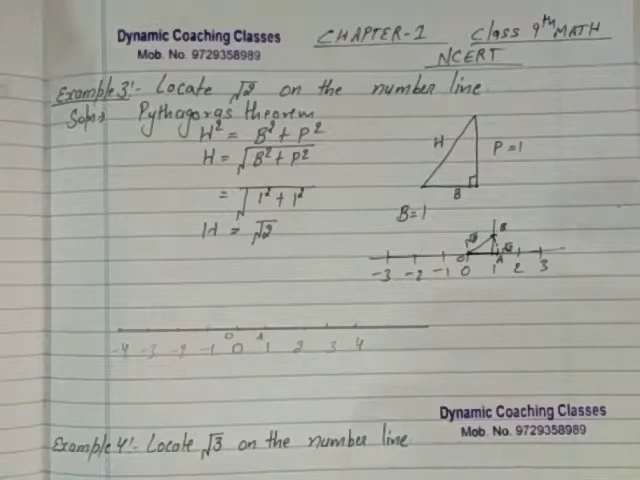 Dynamic Coaching Classes
Mob. No. 9729358989
CHAPTER-1 Class 9th MATH
NCERT
Example 3:- Locate √2 on the number line
Soln: Pythagoras theorem
H² = B² + P²
H = √B² + P²
= √1² + 1²
H = √2
H P = 1
B
B = 1
√2 B
O A √2
-3 -2 -1 0 1 2 3
O A
-4 -3 -2 -1 0 1 2 3 4
Dynamic Coaching Classes
Mob. No. 9729358989
Example 4:- Locate √3 on the number line